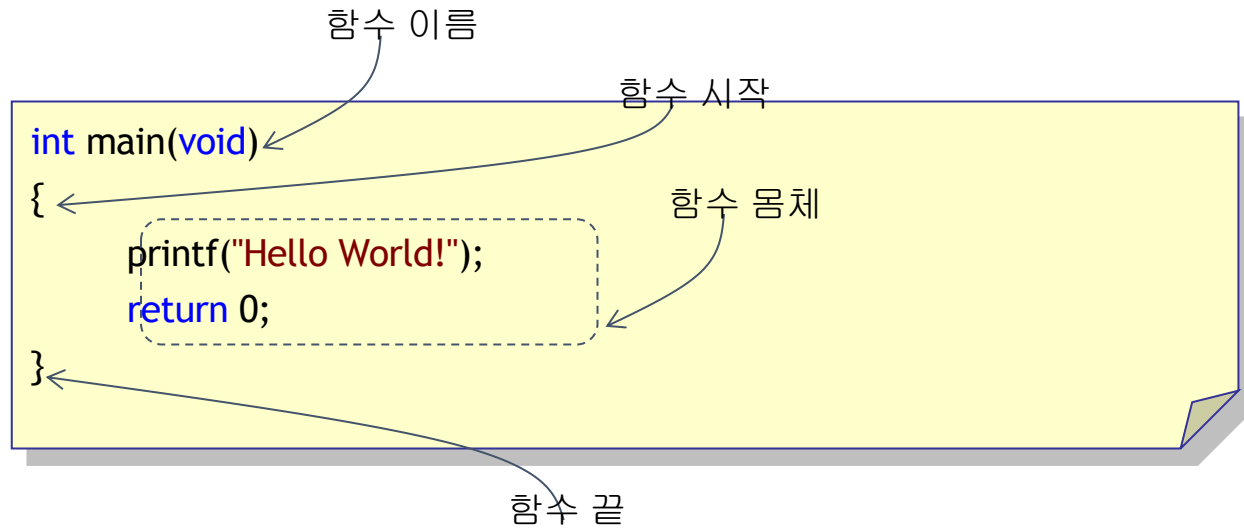 함수 이름
함수 시작
int main(void)
{
함수 몸체
printf("Hello World!");
return 0;
}
함수 끝